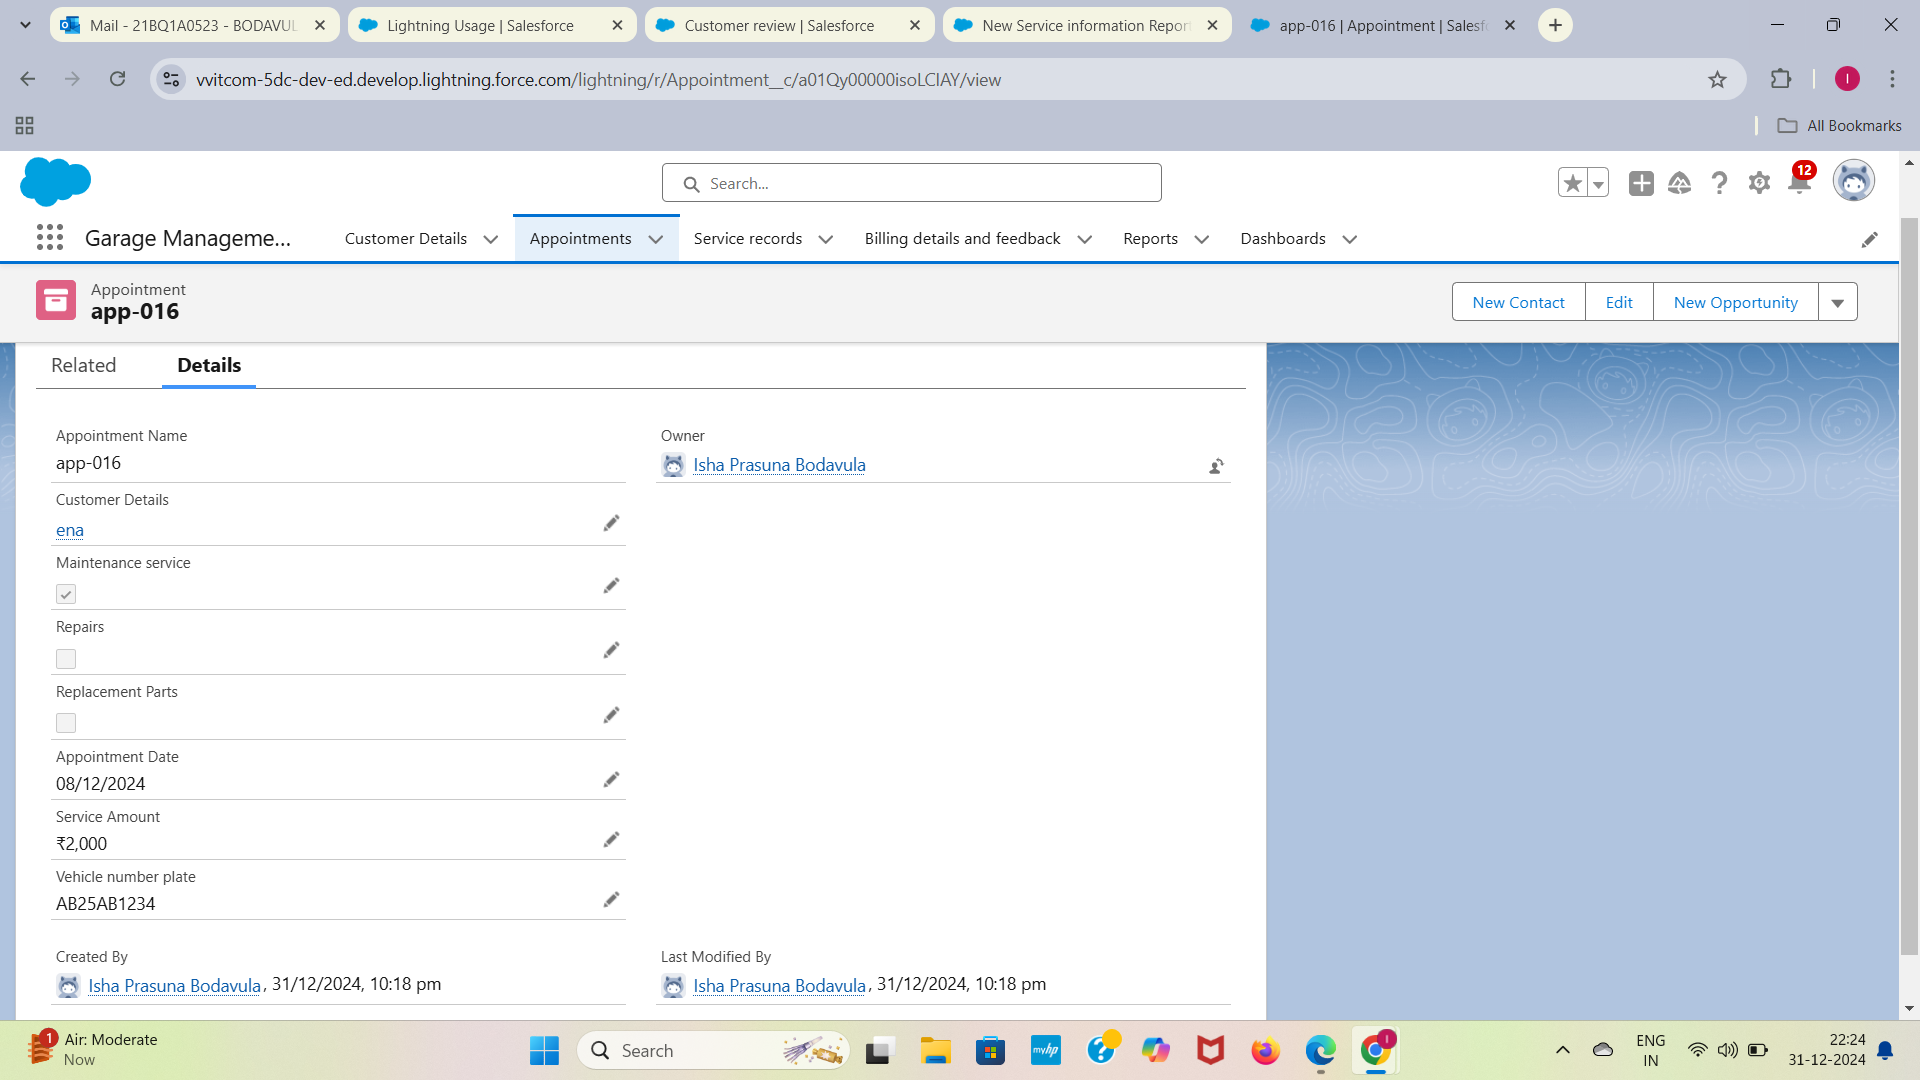 Mail - 21BQ1A0523 - BODAVUL
Lightning Usage | Salesforce
Customer review | Salesforce
New Service information Report
app-016 | Appointment | Salesf
vvitcom-5dc-dev-ed.develop.lightning.force.com/lightning/r/Appointment__c/a01Qy00000isoLCIAY/view
I
All Bookmarks
Search...
12
Garage Manageme...
Customer Details
Appointments
Service records
Billing details and feedback
Reports
Dashboards
Appointment
app-016
New Contact
Edit
New Opportunity
Related
Details
Appointment Name
app-016
Owner
Isha Prasuna Bodavula
Customer Details
ena
Maintenance service
Repairs
Replacement Parts
Appointment Date
08/12/2024
Service Amount
₹2,000
Vehicle number plate
AB25AB1234
Created By
Isha Prasuna Bodavula, 31/12/2024, 10:18 pm
Last Modified By
Isha Prasuna Bodavula, 31/12/2024, 10:18 pm
1
Air: Moderate
Now
Search
myhp
I
ENG
IN
22:24
31-12-2024